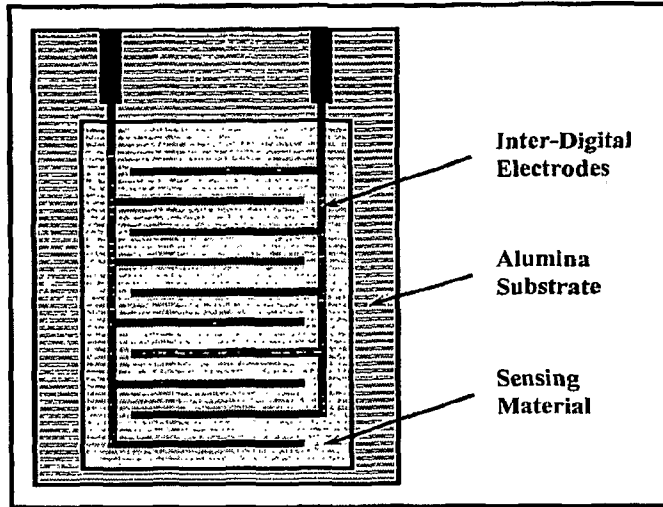 Inter-Digital
Electrodes
Alumina
Substrate
Sensing
Material